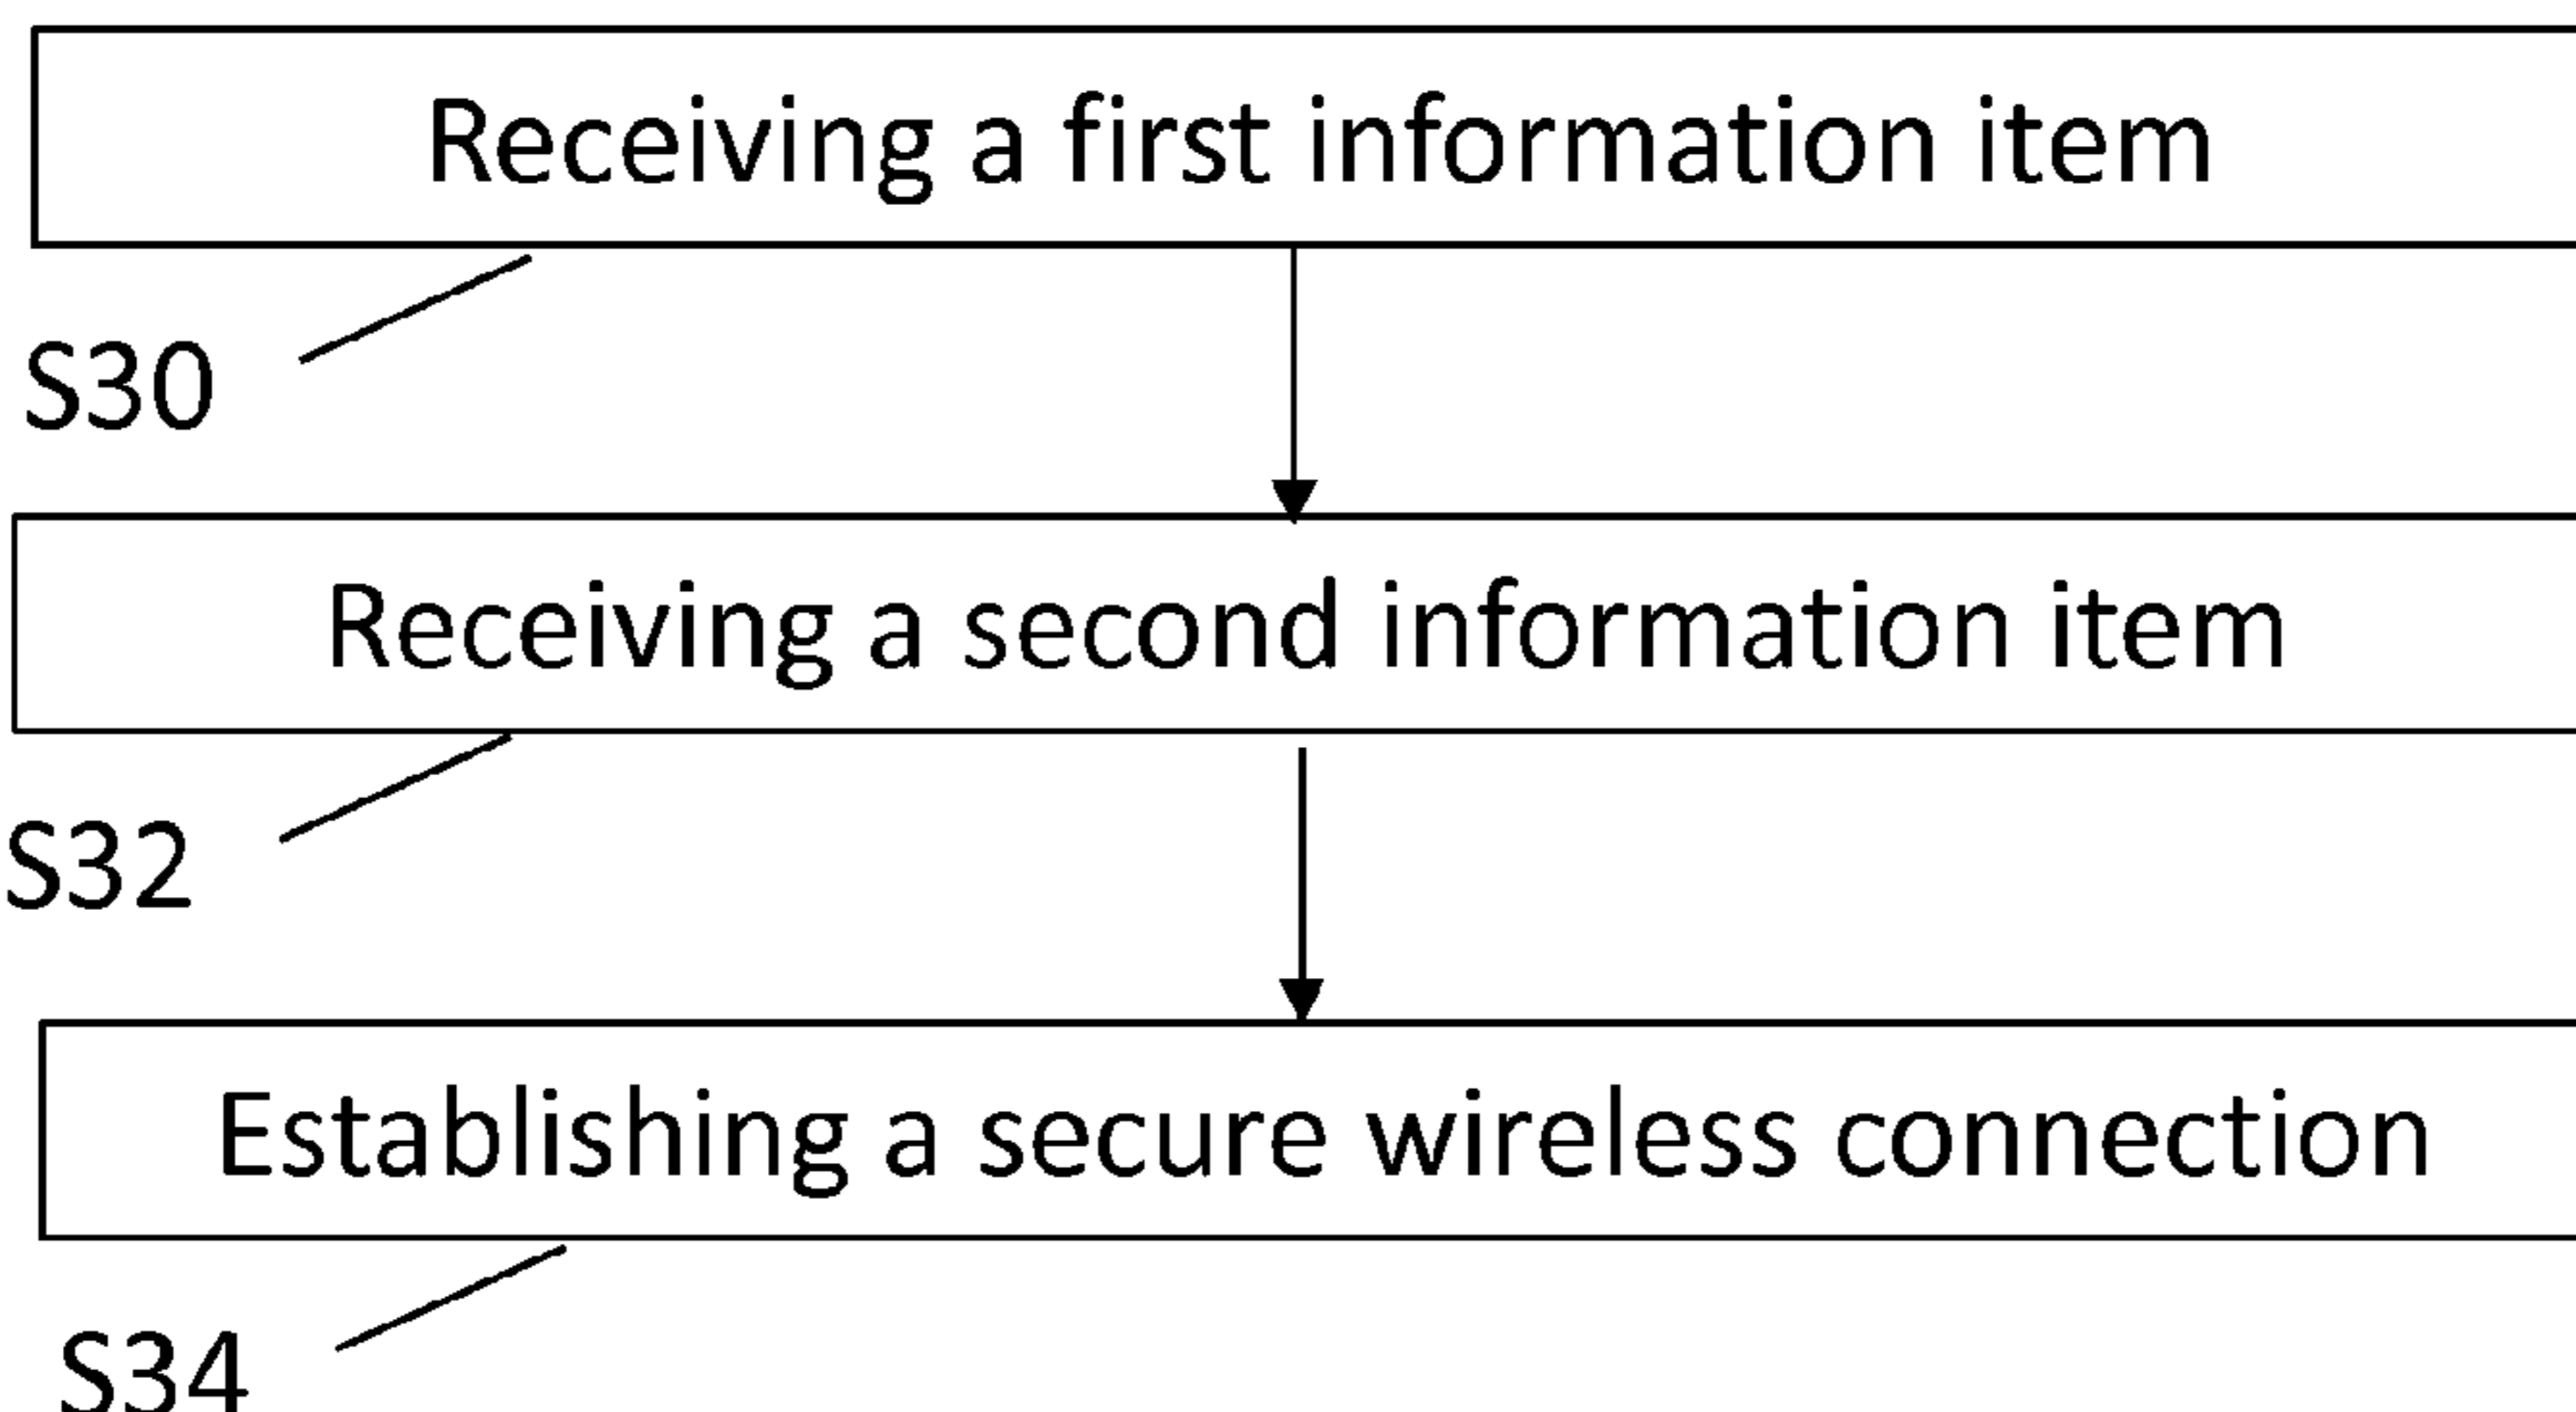 Receiving a first information item
S30
Receiving a second information item
S32
Establishing a secure wireless connection
S34